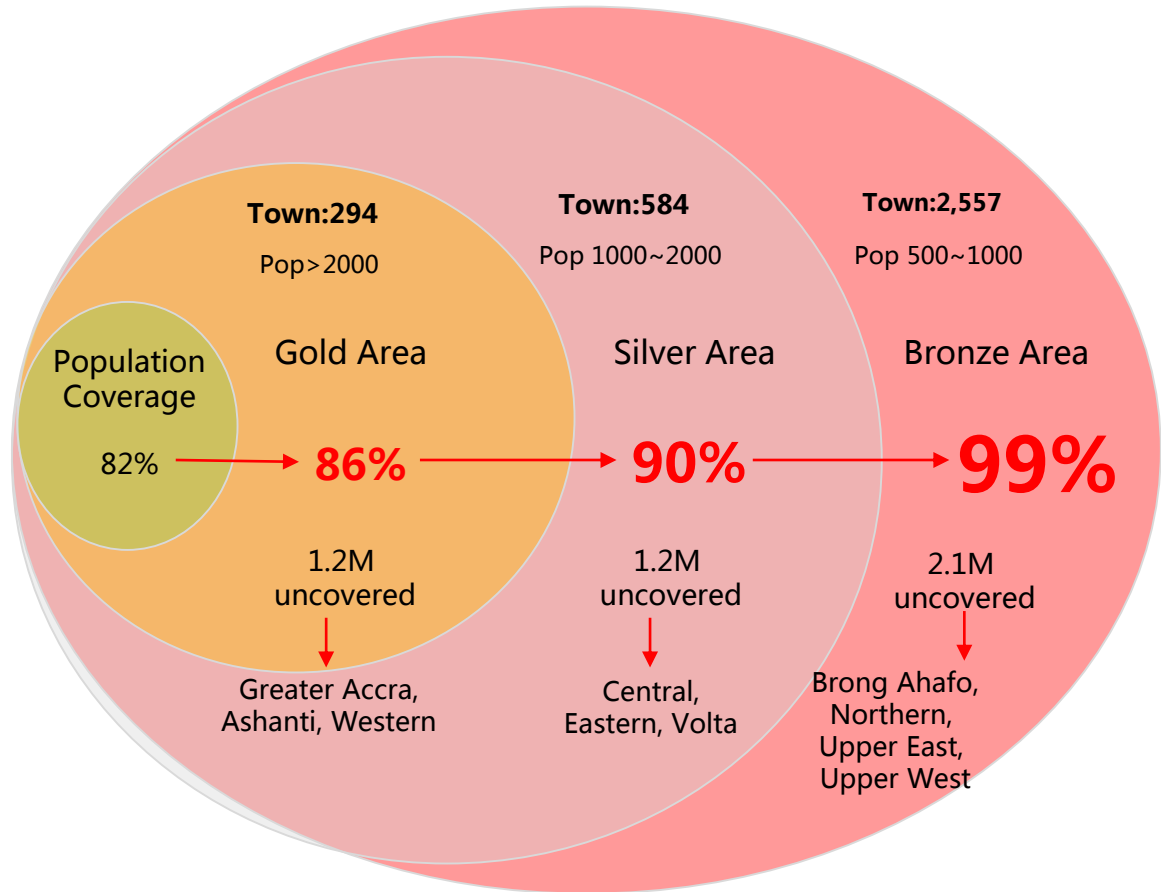 Town:294
Pop>2000
Town:584
Pop 1000~2000
Town:2,557
Pop 500~1000
Population
Coverage
82%
Gold Area
86%
Silver Area
90%
Bronze Area
99%
1.2M
uncovered
1.2M
uncovered
2.1M
uncovered
Greater Accra,
Ashanti, Western
Central,
Eastern, Volta
Brong Ahafo,
Northern,
Upper East,
Upper West